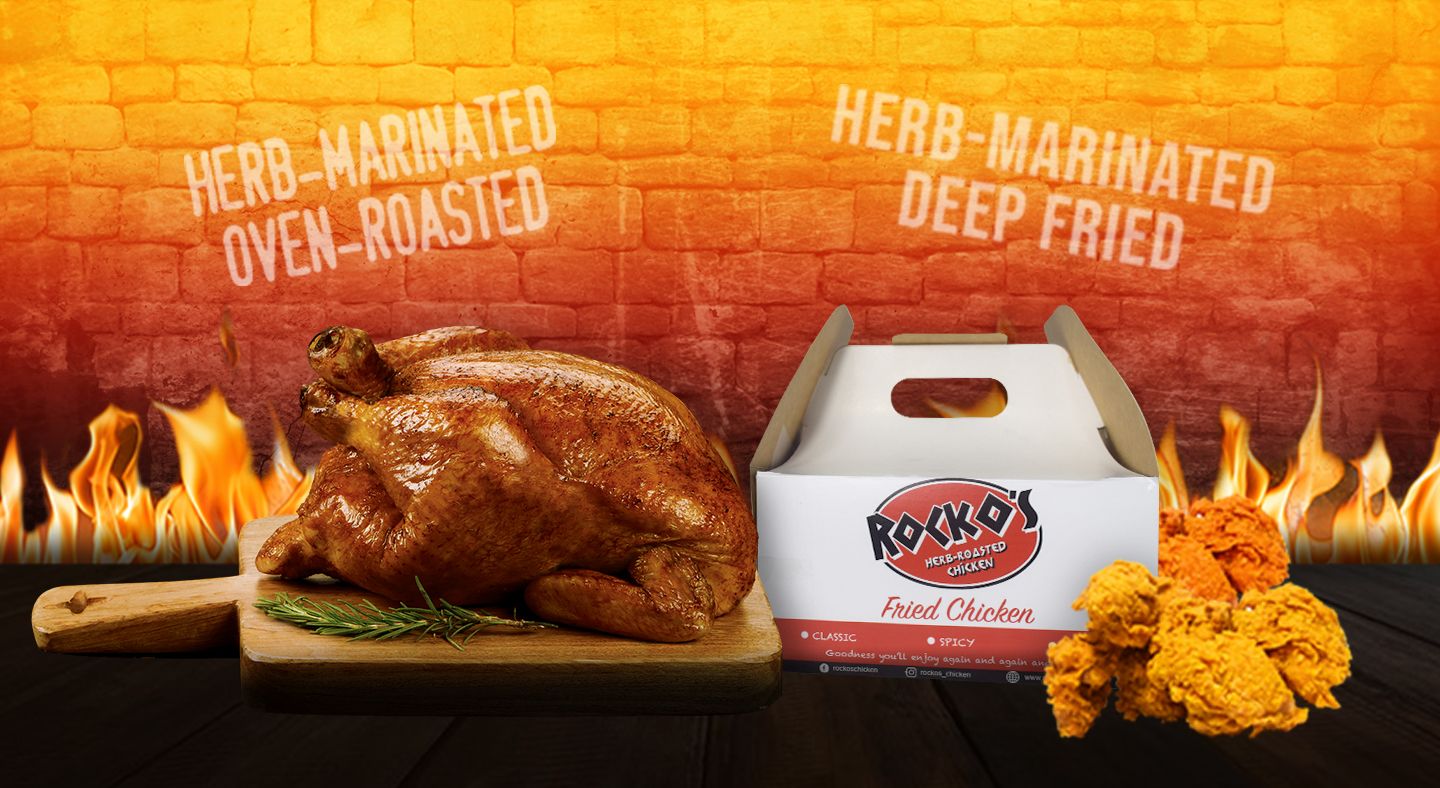 HERB-MARINATED
OVEN-ROASTED
HERB-MARINATED
DEEP FRIED
ROCKO'S
HERB-ROASTED
CHICKEN
Fried Chicken
CLASSIC
SPICY
Goodness you'll enjoy again and again
rockoschicken
rockos_chicken